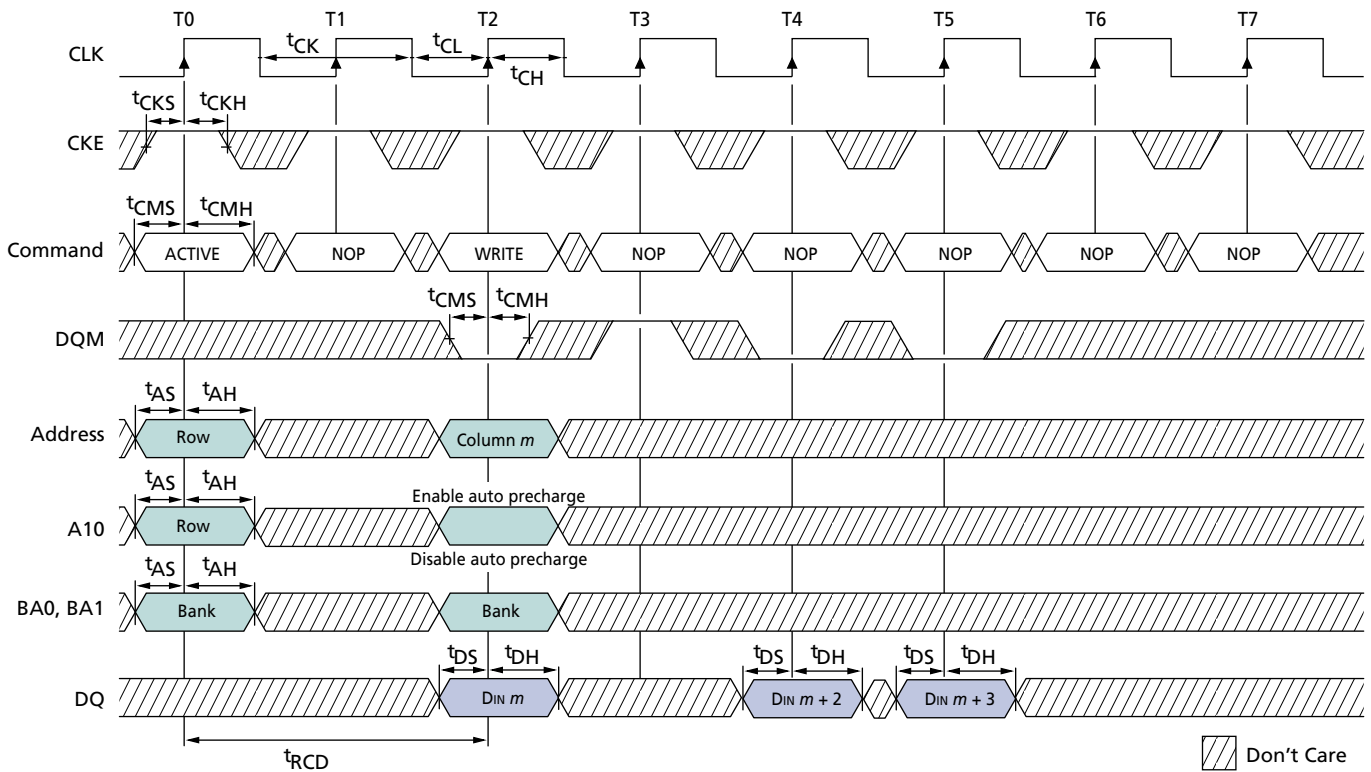 T0 T1 T2 T3 T4 T5 T6 T7
CLK
tCK tCL
tCH
tCKS tCKH
CKE
tCMS tCMH
Command ACTIVE NOP WRITE NOP NOP NOP NOP NOP
tCMS tCMH
DQM
tAS tAH
Address Row Column m
tAS tAH Enable auto precharge
A10 Row
Disable auto precharge
tAS tAH
BA0, BA1 Bank Bank
tDS tDH tDS tDH tDS tDH
DQ DIN m DIN m + 2 DIN m + 3
tRCD
Don't Care